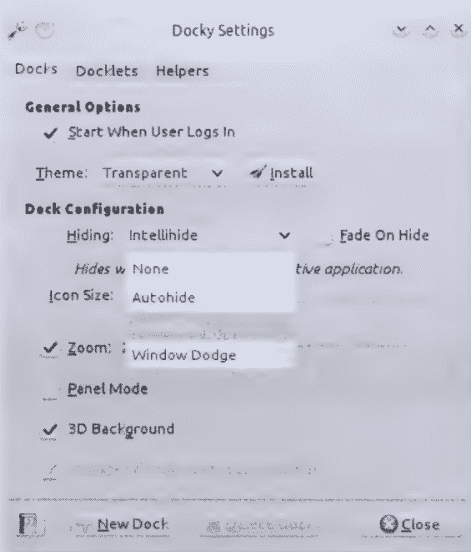 Docky Settings
Docks Docklets Helpers
General Options
Start When User Logs In
Theme: Transparent Install
Dock Configuration
Hiding: Intellihide Fade On Hide
Hides w None tive application.
Icon Size: Autohide
Zoom: Window Dodge
Panel Mode
3D Background
New Dock Close